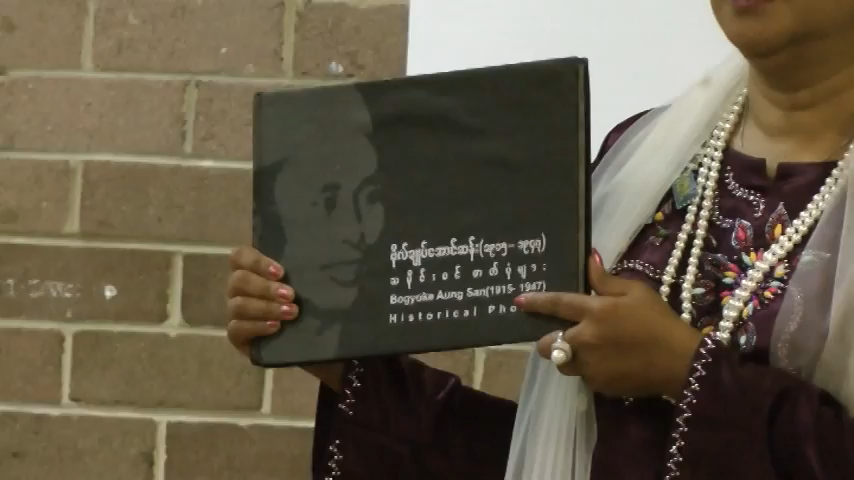 ဗိုလ်ချုပ်အောင်ဆန်း(၁၉၁၅-၁၉၄၇)
သမိုင်းဝင် ဓာတ်ပုံများ
Bogyoke Aung San(1915- 1947)
Historical